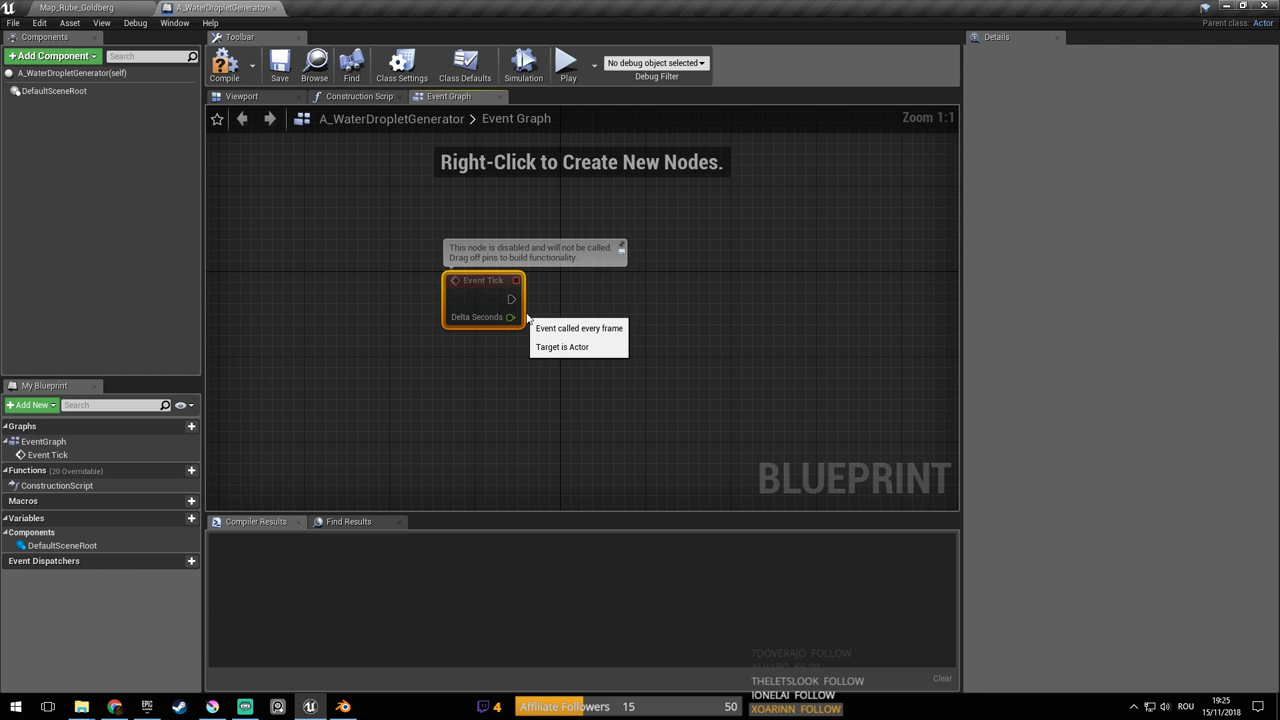 Map_Rube_Goldberg
A_WaterDropletGenerator
File Edit Asset View Debug Window Help
Parent class: Actor
Components
Toolbar
Details
Add Component
Search
Compile
Save
Browse
Find
Class Settings
Class Defaults
Simulation
Play
No debug object selected
Debug Filter
A_WaterDropletGenerator(self)
DefaultSceneRoot
Viewport
Construction Scrip
Event Graph
A_WaterDropletGenerator > Event Graph
Zoom 1:1
Right-Click to Create New Nodes.
This node is disabled and will not be called.
Drag off pins to build functionality.
Event Tick
Delta Seconds
Event called every frame
Target is Actor
BLUEPRINT
My Blueprint
Add New
Search
Graphs
EventGraph
Event Tick
Functions (20 Overridable)
ConstructionScript
Macros
Variables
Components
DefaultSceneRoot
Event Dispatchers
Compiler Results
Find Results
7DOVERAJO FOLLOW
THELETSLOOK FOLLOW
IONELAI FOLLOW
XOARINN FOLLOW
Clear
4
Affiliate Followers 15 50
ROU
19:25
15/11/2018